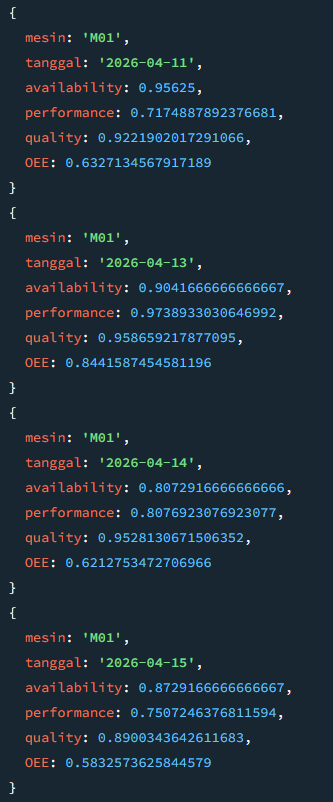 {
mesin: 'M01',
tanggal: '2026-04-11',
availability: 0.95625,
performance: 0.7174887892376681,
quality: 0.9221902017291066,
OEE: 0.6327134567917189
}
{
mesin: 'M01',
tanggal: '2026-04-13',
availability: 0.9041666666666667,
performance: 0.9738933030646992,
quality: 0.958659217877095,
OEE: 0.8441587454581196
}
{
mesin: 'M01',
tanggal: '2026-04-14',
availability: 0.8072916666666666,
performance: 0.8076923076923077,
quality: 0.9528130671506352,
OEE: 0.6212753472706966
}
{
mesin: 'M01',
tanggal: '2026-04-15',
availability: 0.8729166666666667,
performance: 0.7507246376811594,
quality: 0.8900343642611683,
OEE: 0.5832573625844579
}